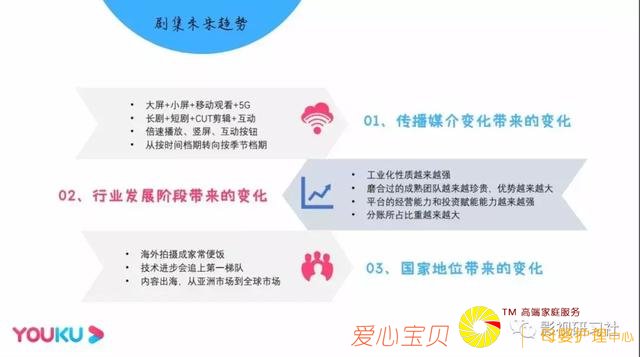 剧集未来趋势
大屏+小屏+移动观看+5G
长剧+短剧+CUT剪辑+互动
倍速播放、竖屏、互动按钮
从按时间档期转向按季节档期
01、传播媒介变化带来的变化
02、行业发展阶段带来的变化
工业化性质越来越强
磨合过的成熟团队越来越珍贵，优势越来越大
平台的经营能力和投资赋能能力越来越强
分账所占比重越来越大
海外拍摄成家常便饭
技术进步会追上第一梯队
内容出海，从亚洲市场到全球市场
03、国家地位带来的变化
YOUKU
爱心宝贝
TM 高端家庭服务
影视研习社
母婴护理中心